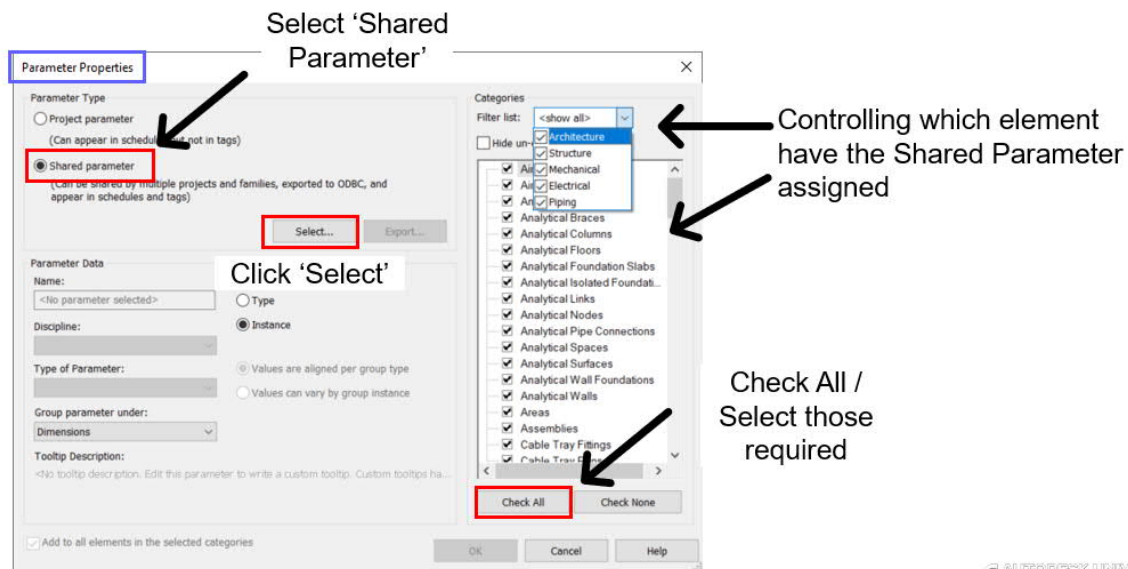 Select ‘Shared
Parameter’
Parameter Properties
Parameter Type
Project parameter
(Can appear in schedules but not in tags)
Shared parameter
(Can be shared by multiple projects and families, exported to ODBC, and
appear in schedules and tags)
Select...
Export...
Click ‘Select’
Parameter Data
Name:
<No parameter selected>
Type
Discipline:
Instance
Type of Parameter:
Values are aligned per group type
Values can vary by group instance
Group parameter under:
Dimensions
Tooltip Description:
<No tooltip description. Edit this parameter to write a custom tooltip. Custom tooltips ha...
Add to all elements in the selected categories
Categories
Filter list:
<show all>
Hide un-
Architecture
Structure
Mechanical
Electrical
Piping
Analytical Braces
Analytical Columns
Analytical Floors
Analytical Foundation Slabs
Analytical Isolated Foundati...
Analytical Links
Analytical Nodes
Analytical Pipe Connections
Analytical Spaces
Analytical Surfaces
Analytical Wall Foundations
Analytical Walls
Areas
Assemblies
Cable Tray Fittings
Cable Tray Runs
Check All
Check None
OK
Cancel
Help
Controlling which element
have the Shared Parameter
assigned
Check All /
Select those
required